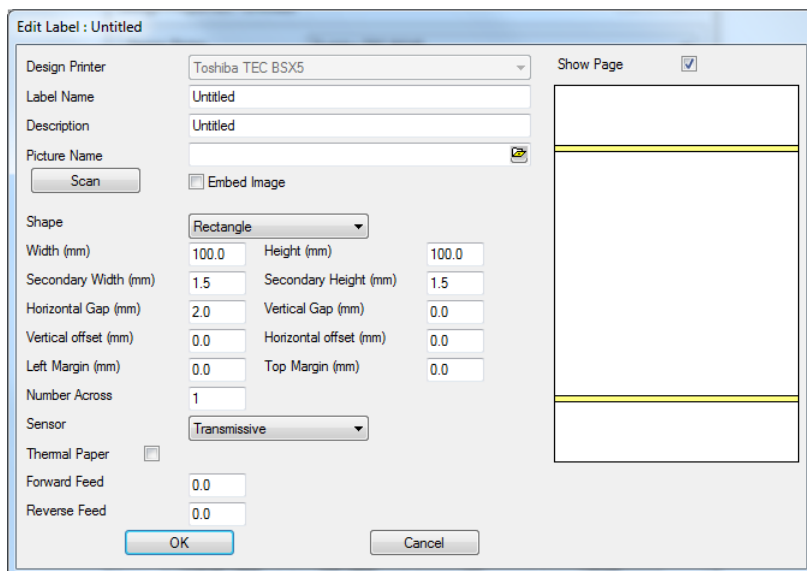 Edit Label : Untitled
Design Printer Toshiba TEC BSX5 Show Page
Label Name Untitled
Description Untitled
Picture Name
Scan Embed Image
Shape Rectangle
Width (mm) 100.0 Height (mm) 100.0
Secondary Width (mm) 1.5 Secondary Height (mm) 1.5
Horizontal Gap (mm) 2.0 Vertical Gap (mm) 0.0
Vertical offset (mm) 0.0 Horizontal offset (mm) 0.0
Left Margin (mm) 0.0 Top Margin (mm) 0.0
Number Across 1
Sensor Transmissive
Thermal Paper
Forward Feed 0.0
Reverse Feed 0.0
OK Cancel